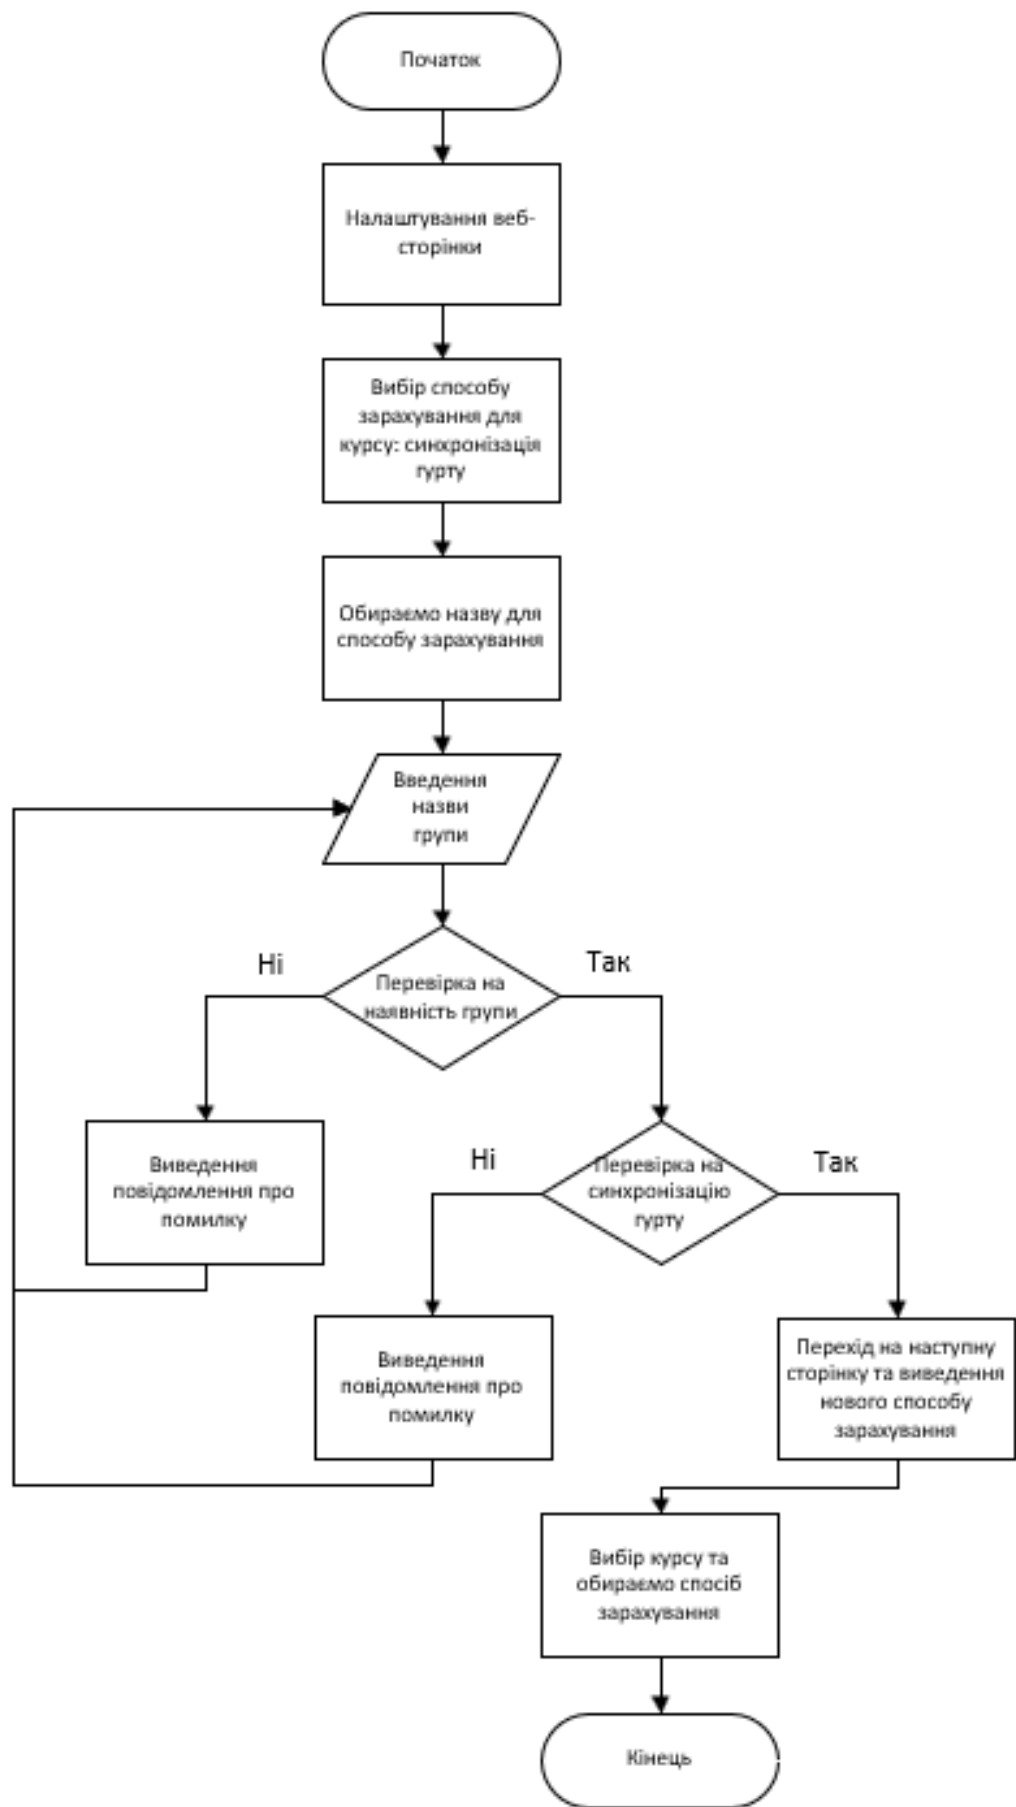 Початок
Налаштування веб-
сторінки
Вибір способу
зарахування для
курсу: синхронізація
гурту
Обираємо назву для
способу зарахування
Введення
назви
групи
Ні
Так
Перевірка на
наявність групи
Виведення
повідомлення про
помилку
Ні
Так
Перевірка на
синхронізацію
гурту
Виведення
повідомлення про
помилку
Перехід на наступну
сторінку та виведення
нового способу
зарахування
Вибір курсу та
обираємо спосіб
зарахування
Кінець